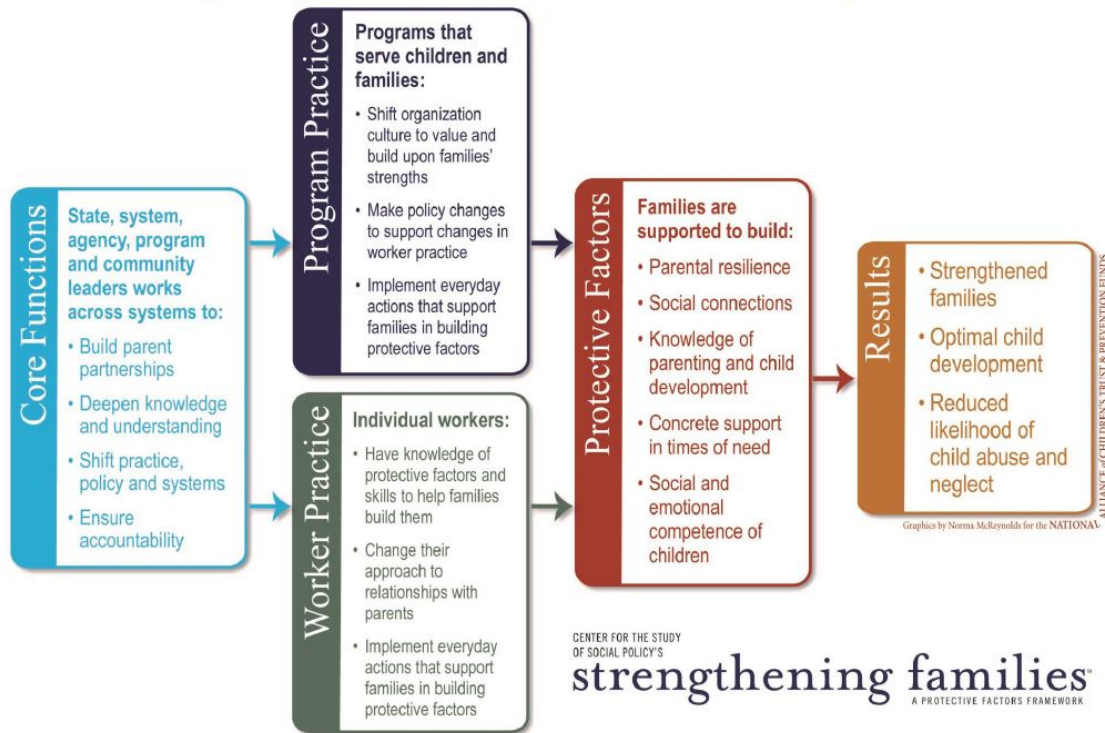 Core Functions
State, system,
agency, program
and community
leaders works
across systems to:
• Build parent
partnerships
• Deepen knowledge
and understanding
• Shift practice,
policy and systems
• Ensure
accountability
Program Practice
Programs that
serve children and
families:
• Shift organization
culture to value and
build upon families'
strengths
• Make policy changes
to support changes in
worker practice
• Implement everyday
actions that support
families in building
protective factors
Worker Practice
Individual workers:
• Have knowledge of
protective factors and
skills to help families
build them
• Change their
approach to
relationships with
parents
• Implement everyday
actions that support
families in building
protective factors
Protective Factors
Families are
supported to build:
• Parental resilience
• Social connections
• Knowledge of
parenting and child
development
• Concrete support
in times of need
• Social and
emotional
competence of
children
Results
• Strengthened
families
• Optimal child
development
• Reduced
likelihood of
child abuse and
neglect
Graphics by Norma McReynolds for the NATIONAL
ALLIANCE of CHILDREN'S TRUST & PREVENTION FUNDS
CENTER FOR THE STUDY
OF SOCIAL POLICY'S
strengthening families™
A PROTECTIVE FACTORS FRAMEWORK